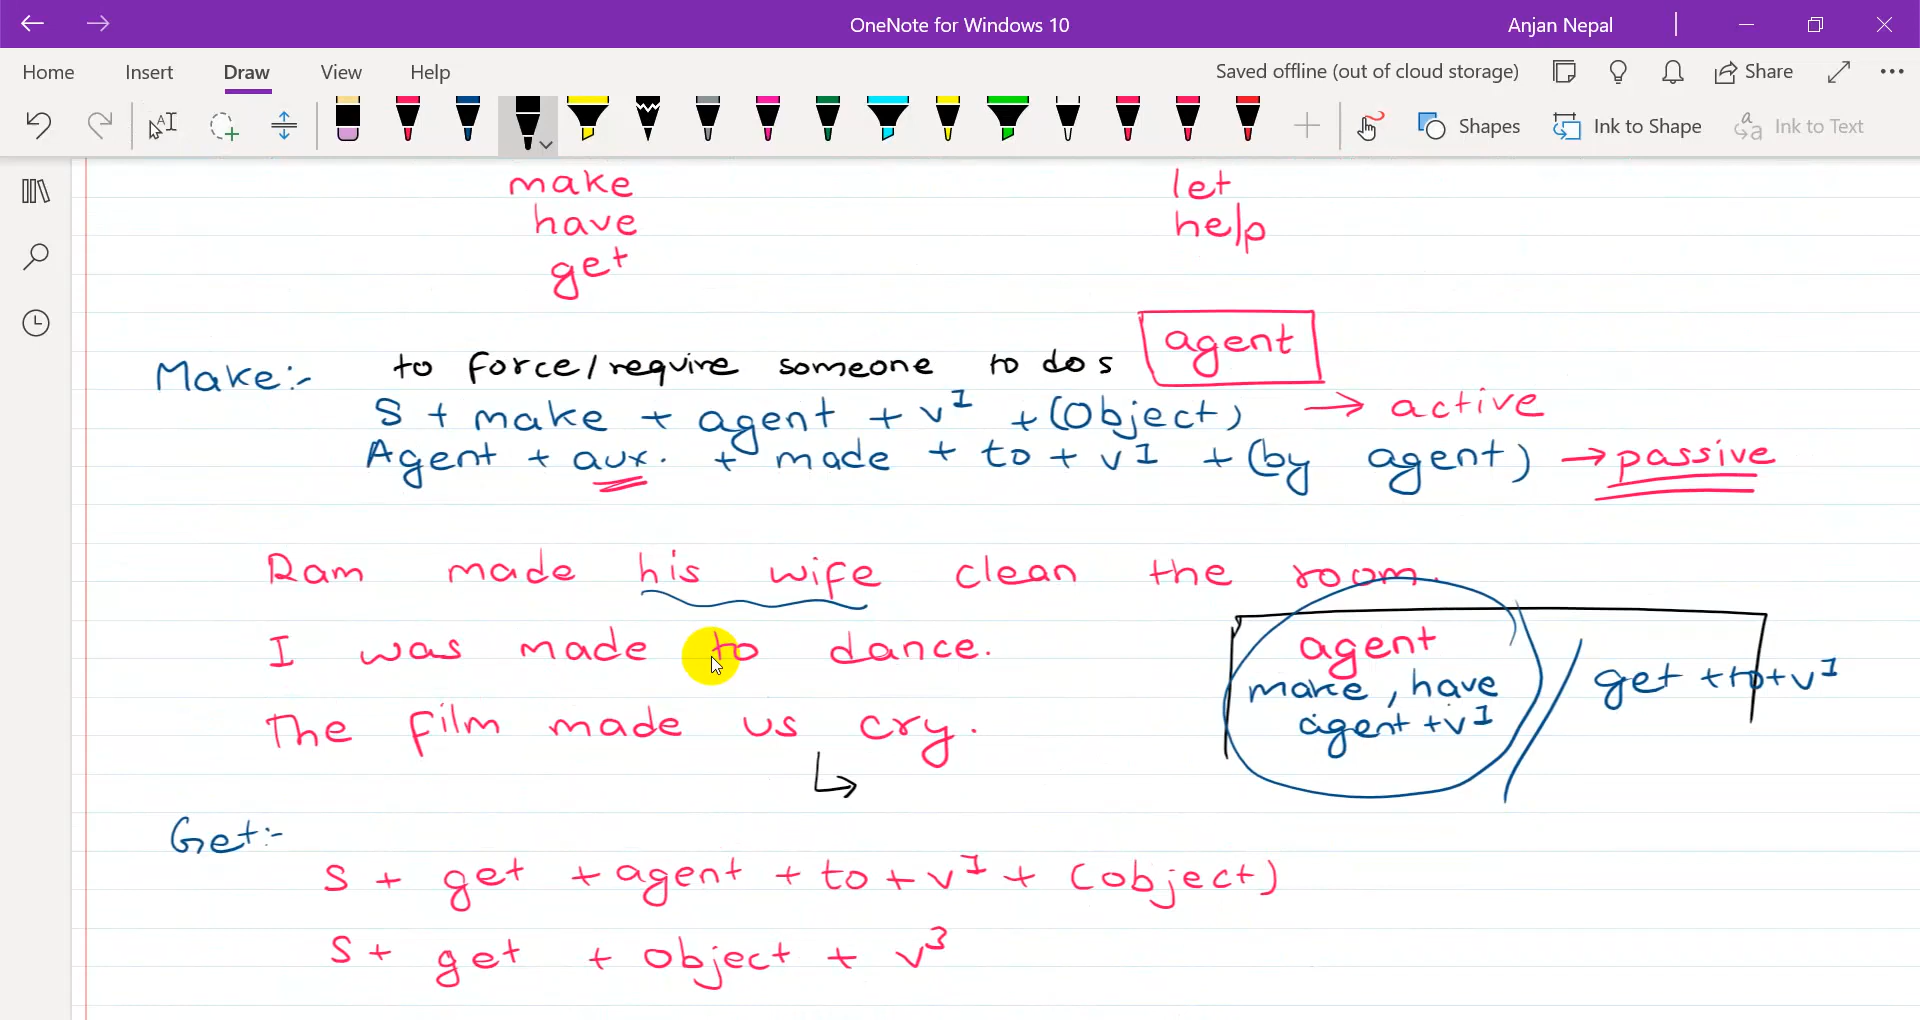 OneNote for Windows 10
Anjan Nepal
Home Insert Draw View Help
Saved offline (out of cloud storage)
Share
Shapes
Ink to Shape
Ink to Text
make let
have help
get
Make:- to force/require someone to do s agent
S + make + agent + v1 + (object) → active
Agent + aux. + made + to + v1 + (by agent) → passive
Ram made his wife clean the room.
I was made to dance.
The film made us cry.
agent
make, have / get + to + v1
agent + v1
Get:-
S + get + agent + to + v1 + (object)
S + get + object + v3